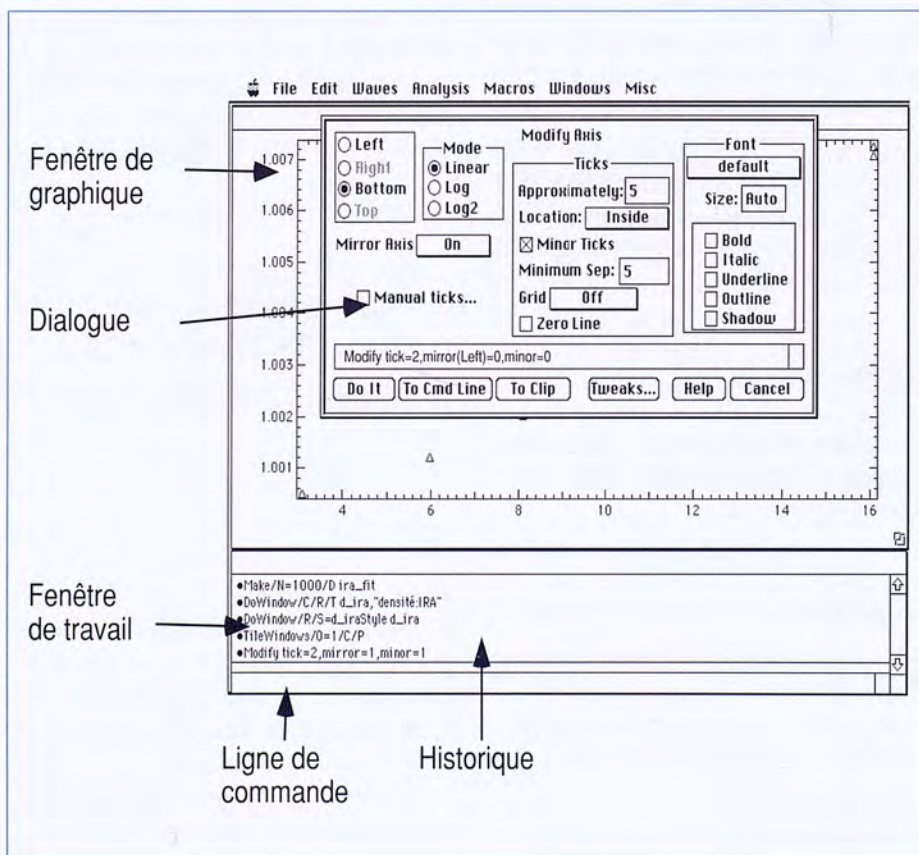 File Edit Waves Analysis Macros Windows Misc
Fenêtre de
graphique
Dialogue
Modify Axis
Left
Right
Bottom
Top
Mode
Linear
Log
Log2
Mirror Axis On
Manual ticks...
Ticks
Approximately: 5
Location: Inside
Minor Ticks
Minimum Sep: 5
Grid Off
Zero Line
Font
default
Size: Auto
Bold
Italic
Underline
Outline
Shadow
Modify tick=2,mirror(Left)=0,minor=0
Do It To Cmd Line To Clip Tweaks... Help Cancel
1.007
1.006
1.005
1.004
1.003
1.002
1.001
4 6 8 10 12 14 16
Fenêtre
de travail
•Make/N=1000/D ira_fit
•DoWindow/C/R/T d_ira,"densité:IRA"
•DoWindow/R/S=d_iraStyle d_ira
•TileWindows/O=1/C/P
•Modify tick=2,mirror=1,minor=1
Ligne de
commande
Historique